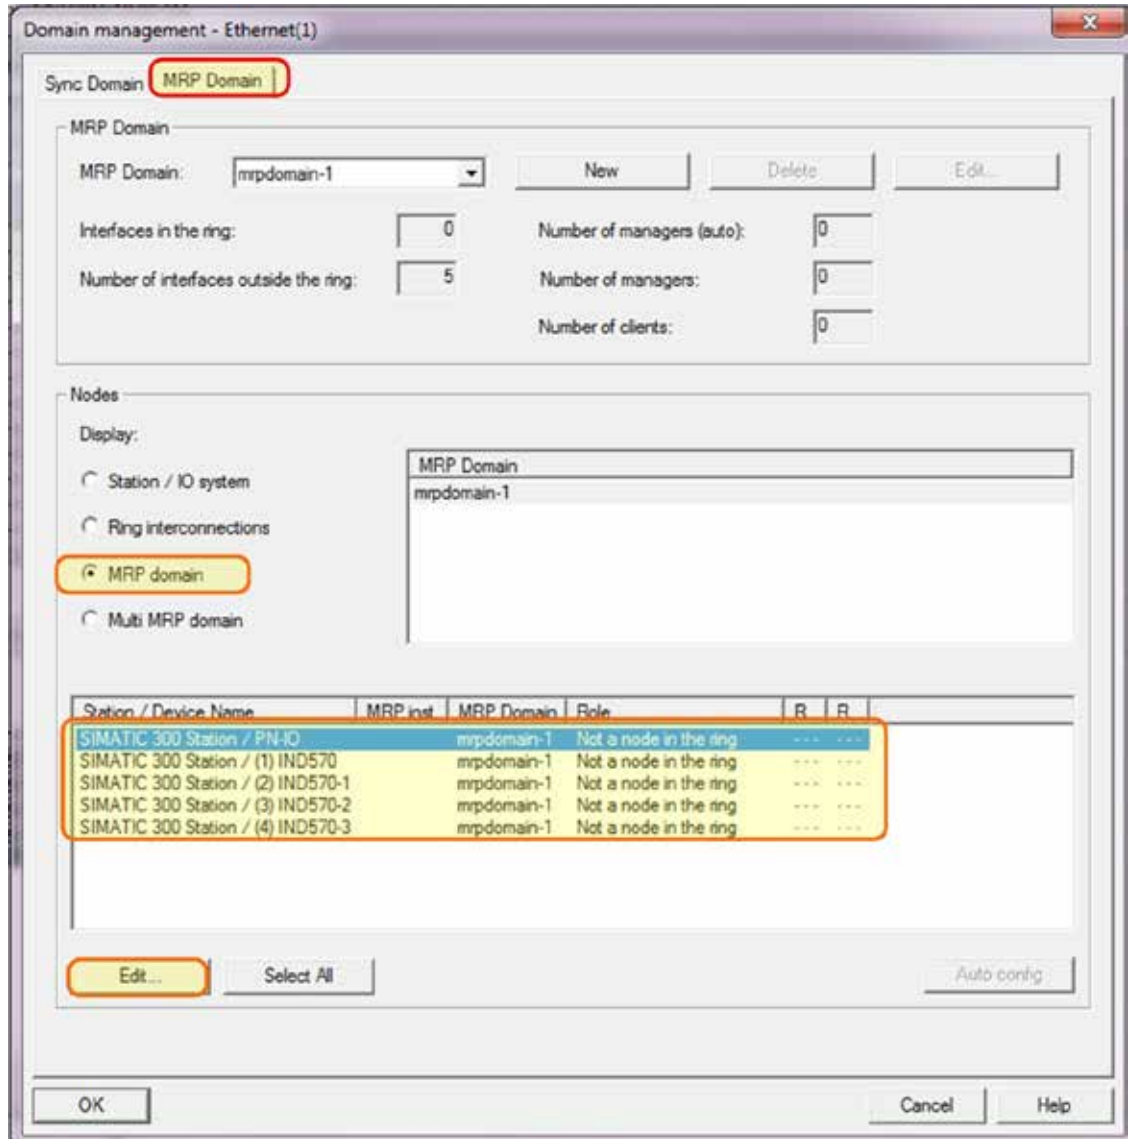 Domain management - Ethernet(1)
Sync Domain MRP Domain
MRP Domain
MRP Domain: mrpdomain-1 New Delete Edit...
Interfaces in the ring: 0 Number of managers (auto): 0
Number of interfaces outside the ring: 5 Number of managers: 0
Number of clients: 0
Nodes
Display:
MRP Domain
Station / IO system
mrpdomain-1
Ring interconnections
MRP domain
Multi MRP domain
Station / Device Name MRP inst MRP Domain Role R.. R..
SIMATIC 300 Station / PN-IO mrpdomain-1 Not a node in the ring --- ---
SIMATIC 300 Station / (1) IND570 mrpdomain-1 Not a node in the ring --- ---
SIMATIC 300 Station / (2) IND570-1 mrpdomain-1 Not a node in the ring --- ---
SIMATIC 300 Station / (3) IND570-2 mrpdomain-1 Not a node in the ring --- ---
SIMATIC 300 Station / (4) IND570-3 mrpdomain-1 Not a node in the ring --- ---
Edit... Select All Auto config
OK Cancel Help